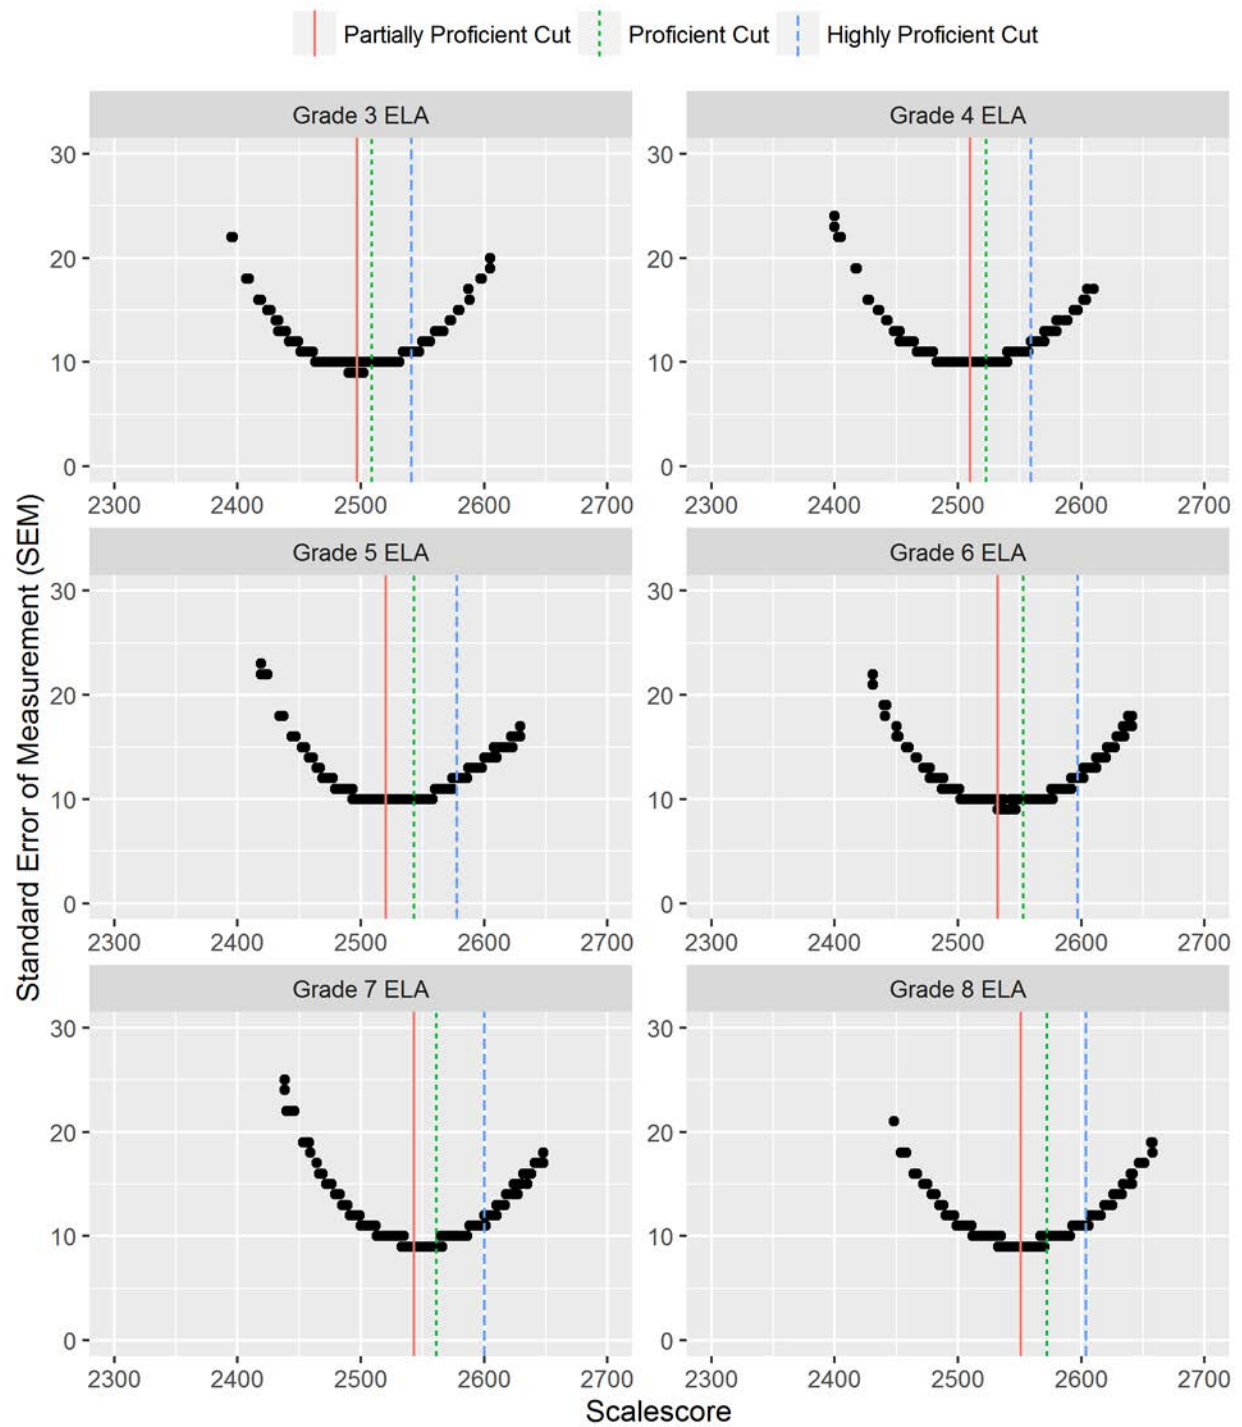 Partially Proficient Cut Proficient Cut Highly Proficient Cut
Grade 3 ELA Grade 4 ELA
30 30
20 20
10 10
0 0
2300 2400 2500 2600 2700 2300 2400 2500 2600 2700
Standard Error of Measurement (SEM)
Grade 5 ELA Grade 6 ELA
30 30
20 20
10 10
0 0
2300 2400 2500 2600 2700 2300 2400 2500 2600 2700
Grade 7 ELA Grade 8 ELA
30 30
20 20
10 10
0 0
2300 2400 2500 2600 2700 2300 2400 2500 2600 2700
Scalescore